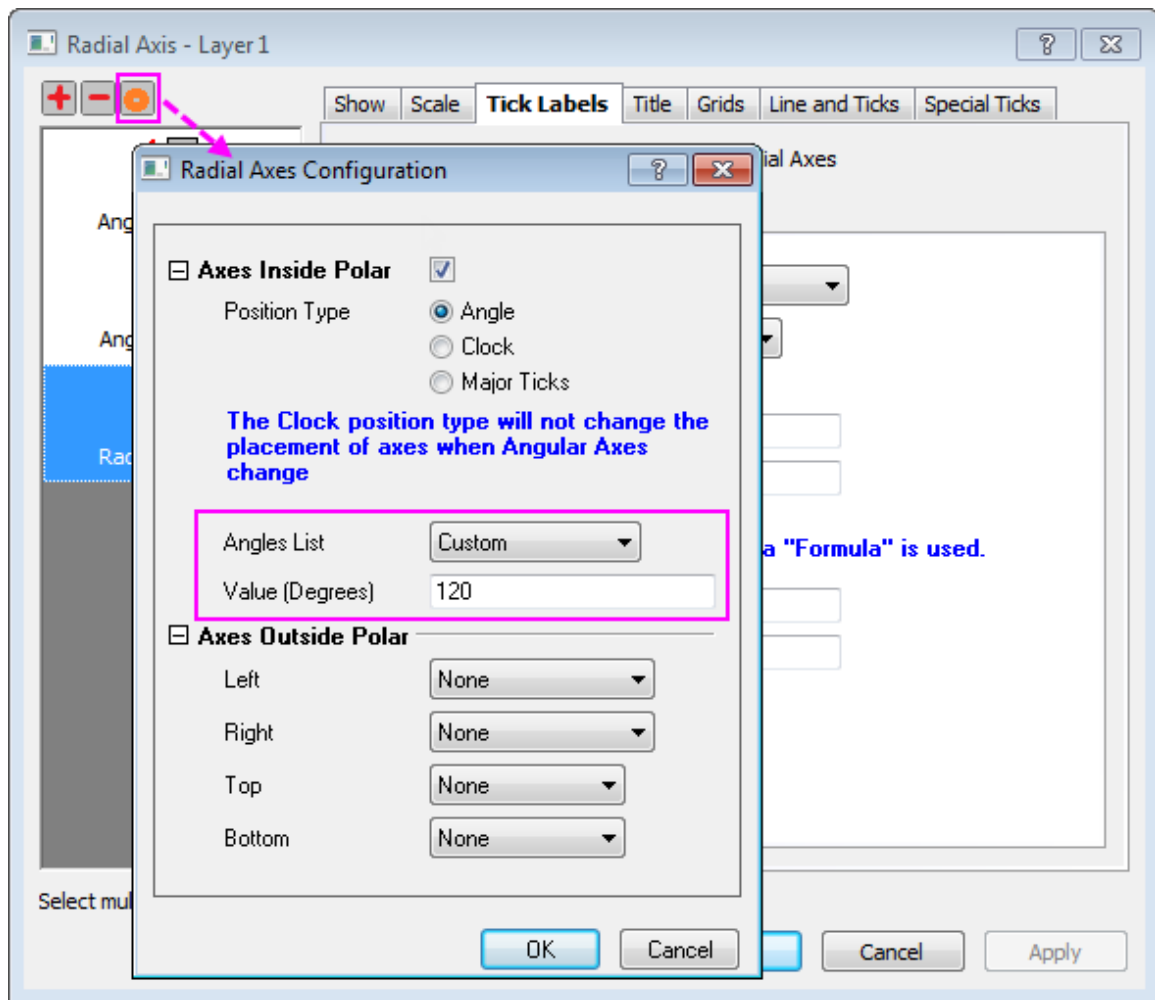 Radial Axis - Layer 1
Show Scale Tick Labels Title Grids Line and Ticks Special Ticks
Radial Axes Configuration
ial Axes
Ang
Axes Inside Polar
Position Type Angle
Clock
Ang
Major Ticks
The Clock position type will not change the
placement of axes when Angular Axes
change
Rad
Angles List Custom
a "Formula" is used.
Value (Degrees) 120
Axes Outside Polar
Left None
Right None
Top None
Bottom None
Select mul
OK Cancel
Cancel Apply